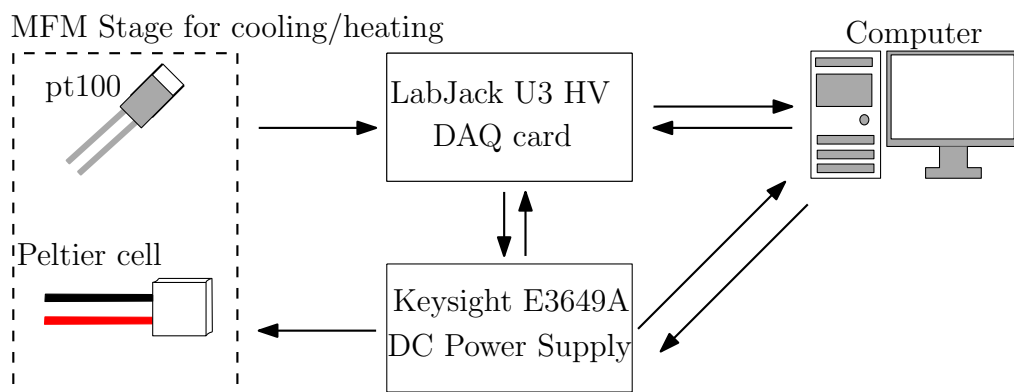 MFM Stage for cooling/heating
pt100
LabJack U3 HV
DAQ card
Computer
Peltier cell
Keysight E3649A
DC Power Supply